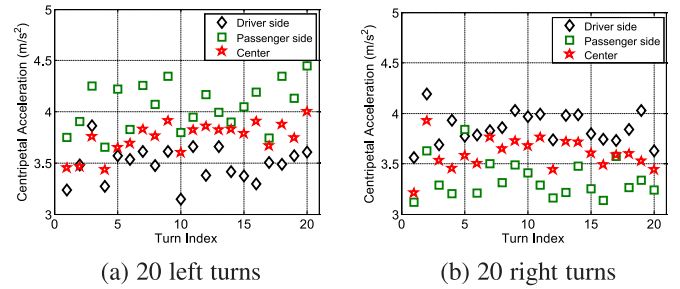 5
4.5
4
3.5
3
0
5
10
15
20
Centripetal Acceleration (m/s²)
Turn Index
Driver side
Passenger side
Center
(a) 20 left turns
5
4.5
4
3.5
3
0
5
10
15
20
Centripetal Acceleration (m/s²)
Turn Index
Driver side
Passenger side
Center
(b) 20 right turns